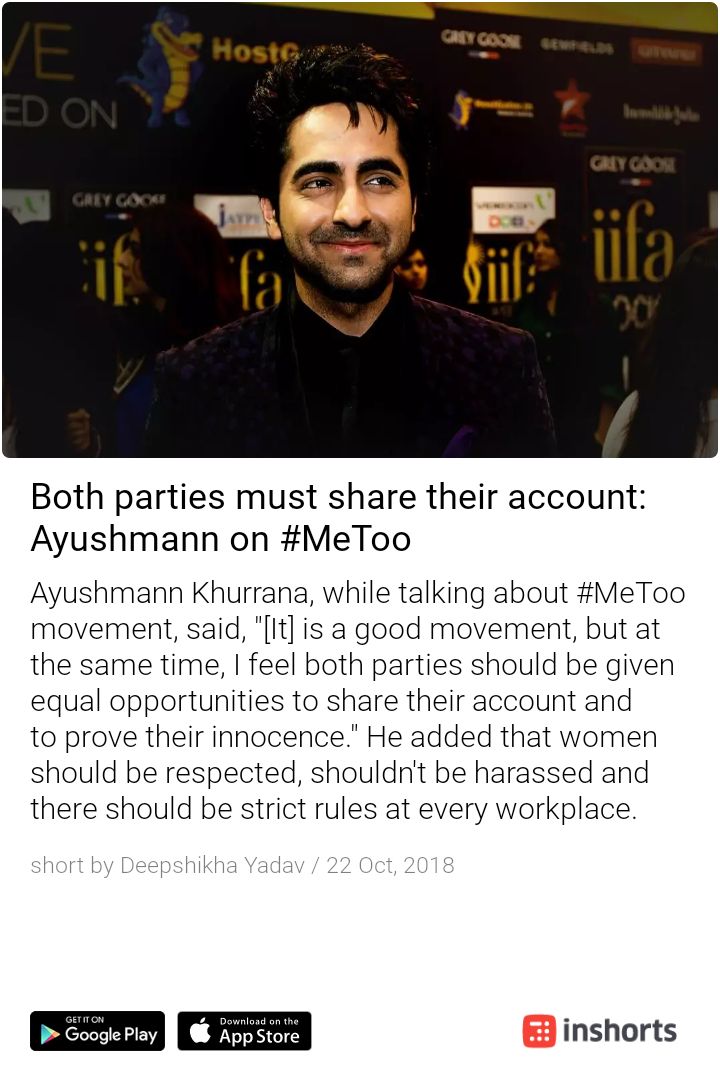 VE
ED ON
HostG
GREY GOOSE
GEMFIELDS
GREY GOOSE
GREY GOOSE
JAYPE
VIDEOCON
iifa
ifa
iifa
iifa
Both parties must share their account:
Ayushmann on #MeToo
Ayushmann Khurrana, while talking about #MeToo
movement, said, "[It] is a good movement, but at
the same time, I feel both parties should be given
equal opportunities to share their account and
to prove their innocence." He added that women
should be respected, shouldn't be harassed and
there should be strict rules at every workplace.
short by Deepshikha Yadav / 22 Oct, 2018
GET IT ON
Google Play
Download on the
App Store
inshorts